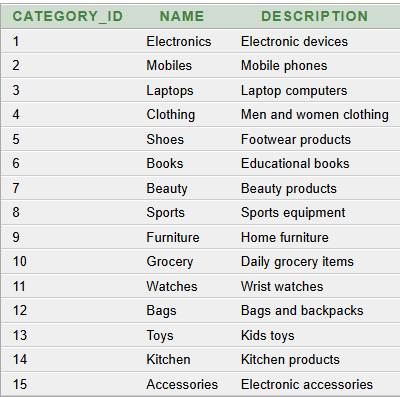 CATEGORY_ID NAME DESCRIPTION
1 Electronics Electronic devices
2 Mobiles Mobile phones
3 Laptops Laptop computers
4 Clothing Men and women clothing
5 Shoes Footwear products
6 Books Educational books
7 Beauty Beauty products
8 Sports Sports equipment
9 Furniture Home furniture
10 Grocery Daily grocery items
11 Watches Wrist watches
12 Bags Bags and backpacks
13 Toys Kids toys
14 Kitchen Kitchen products
15 Accessories Electronic accessories